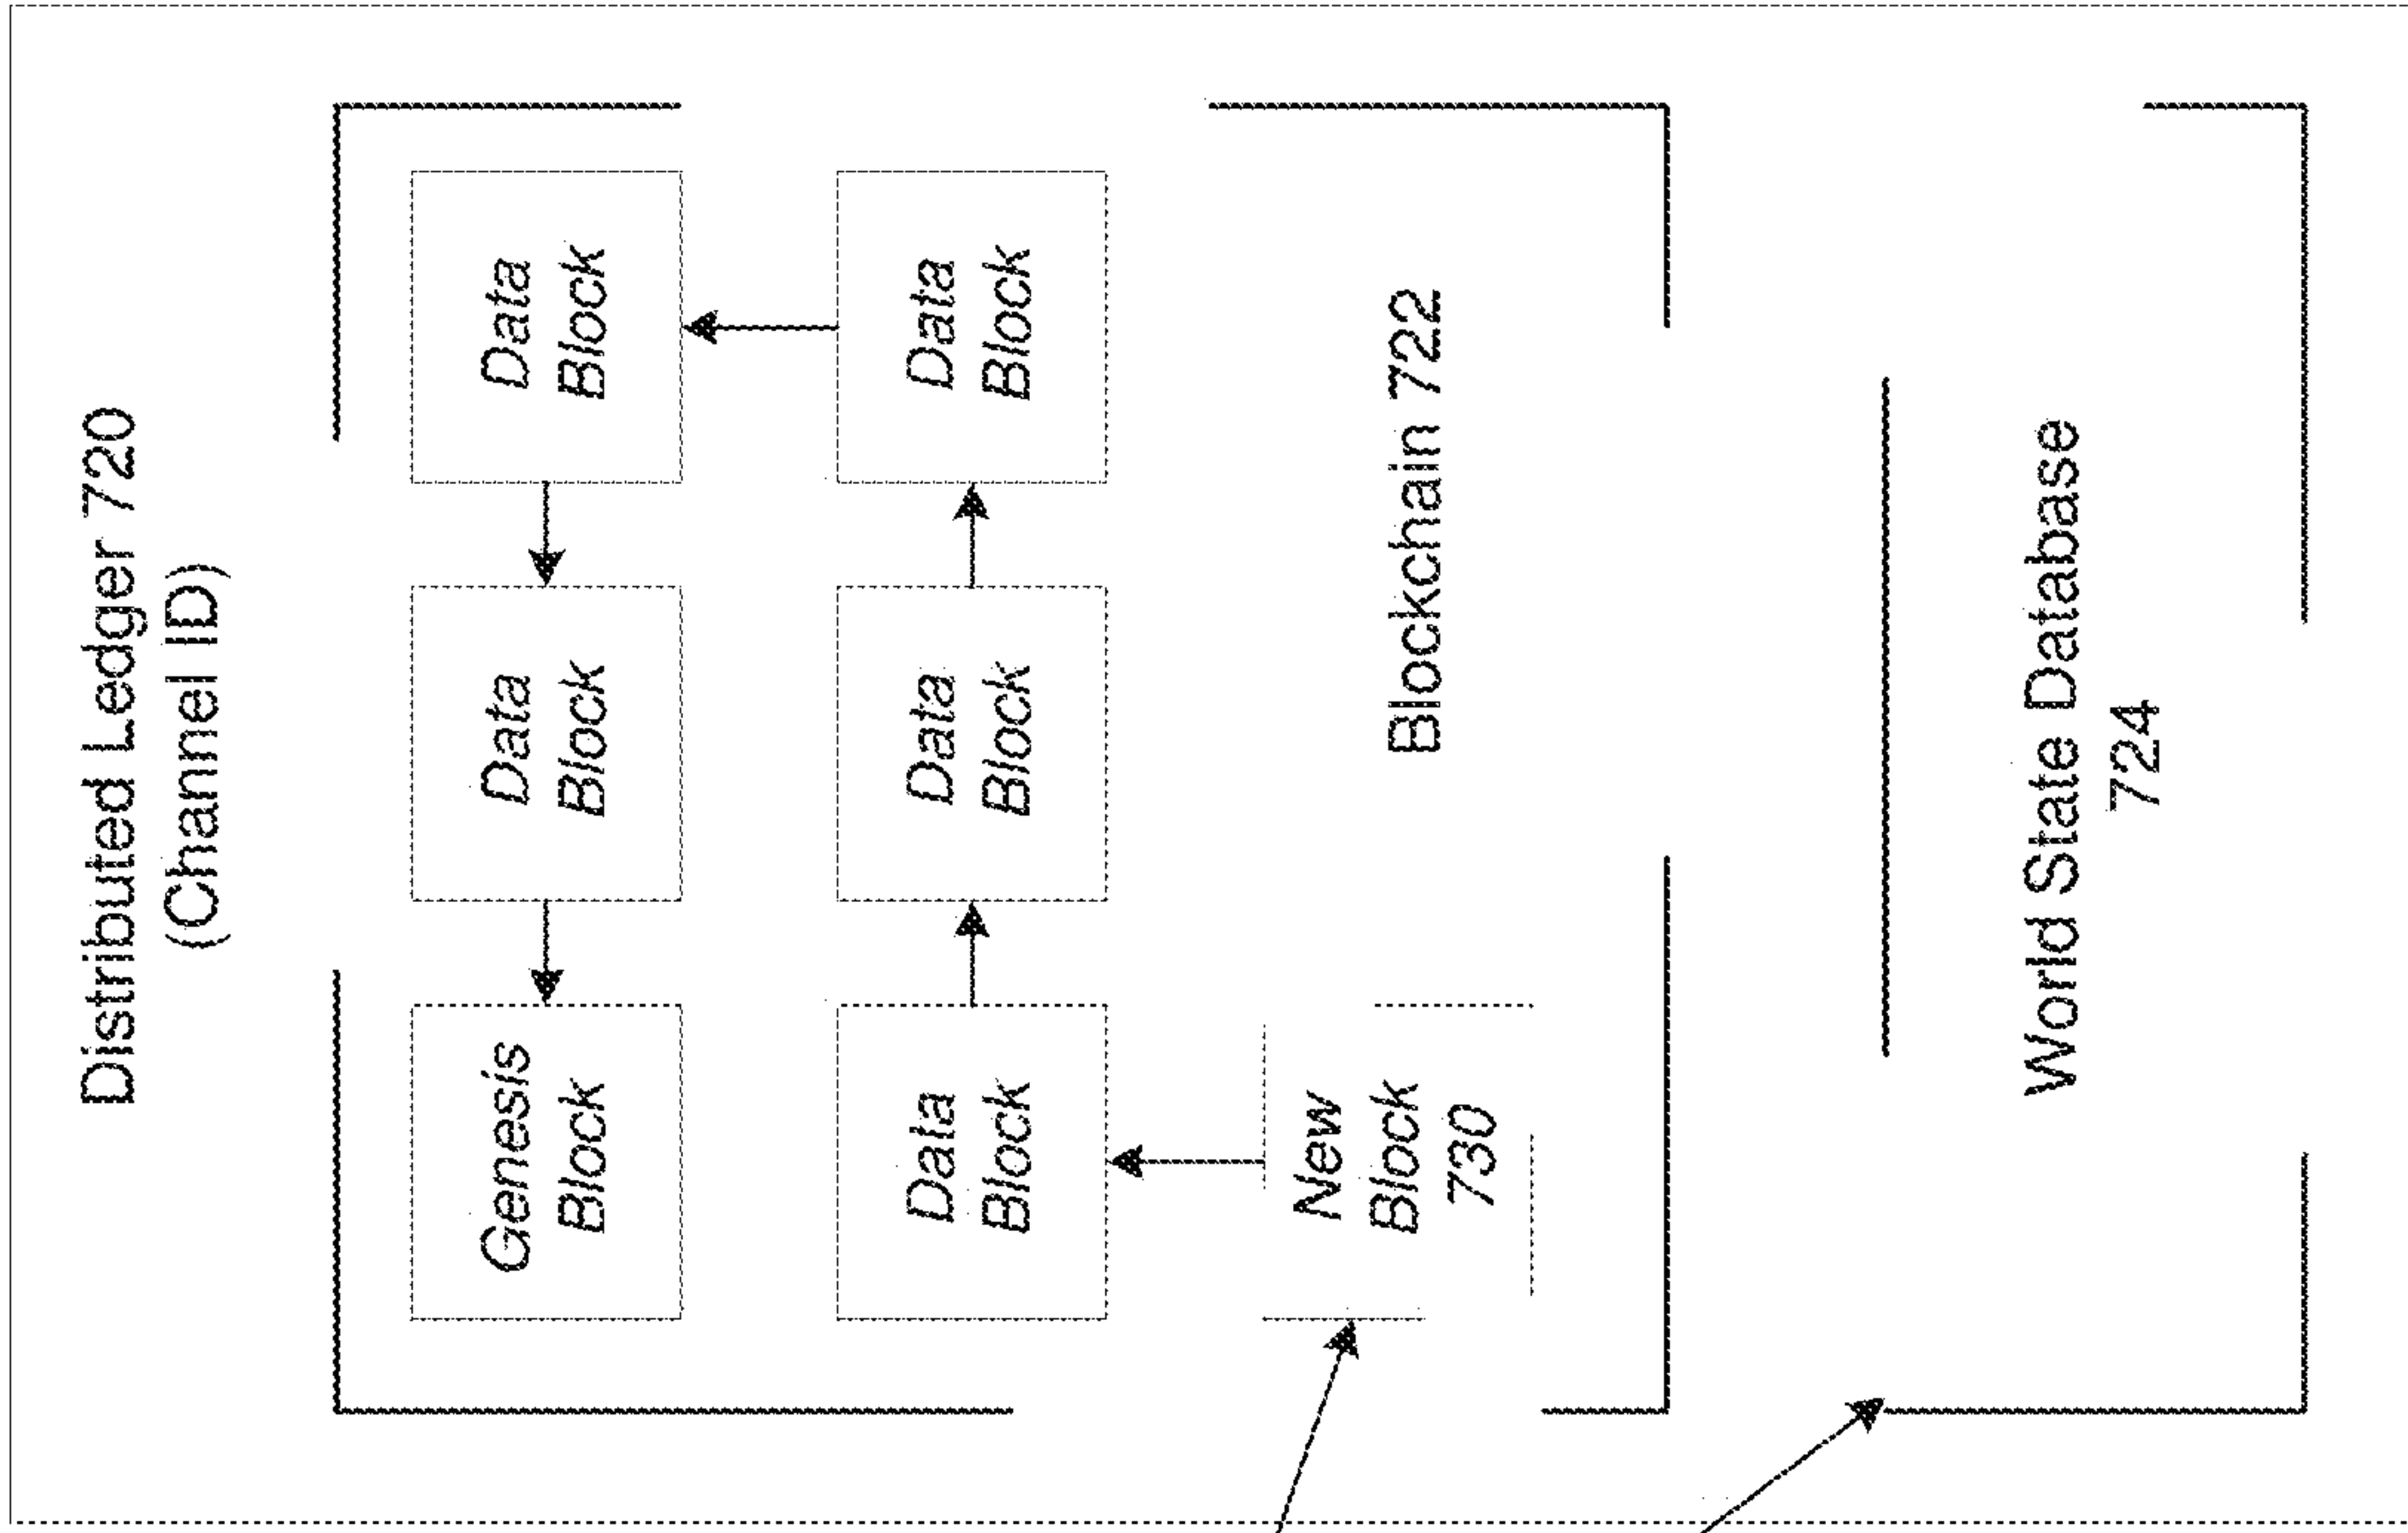 Distributed Ledger 720
(Channel ID)
Genesis
Block
Data
Block
Data
Block
Data
Block
Data
Block
Data
Block
New
Block
730
Blockchain 722
World State Database
724